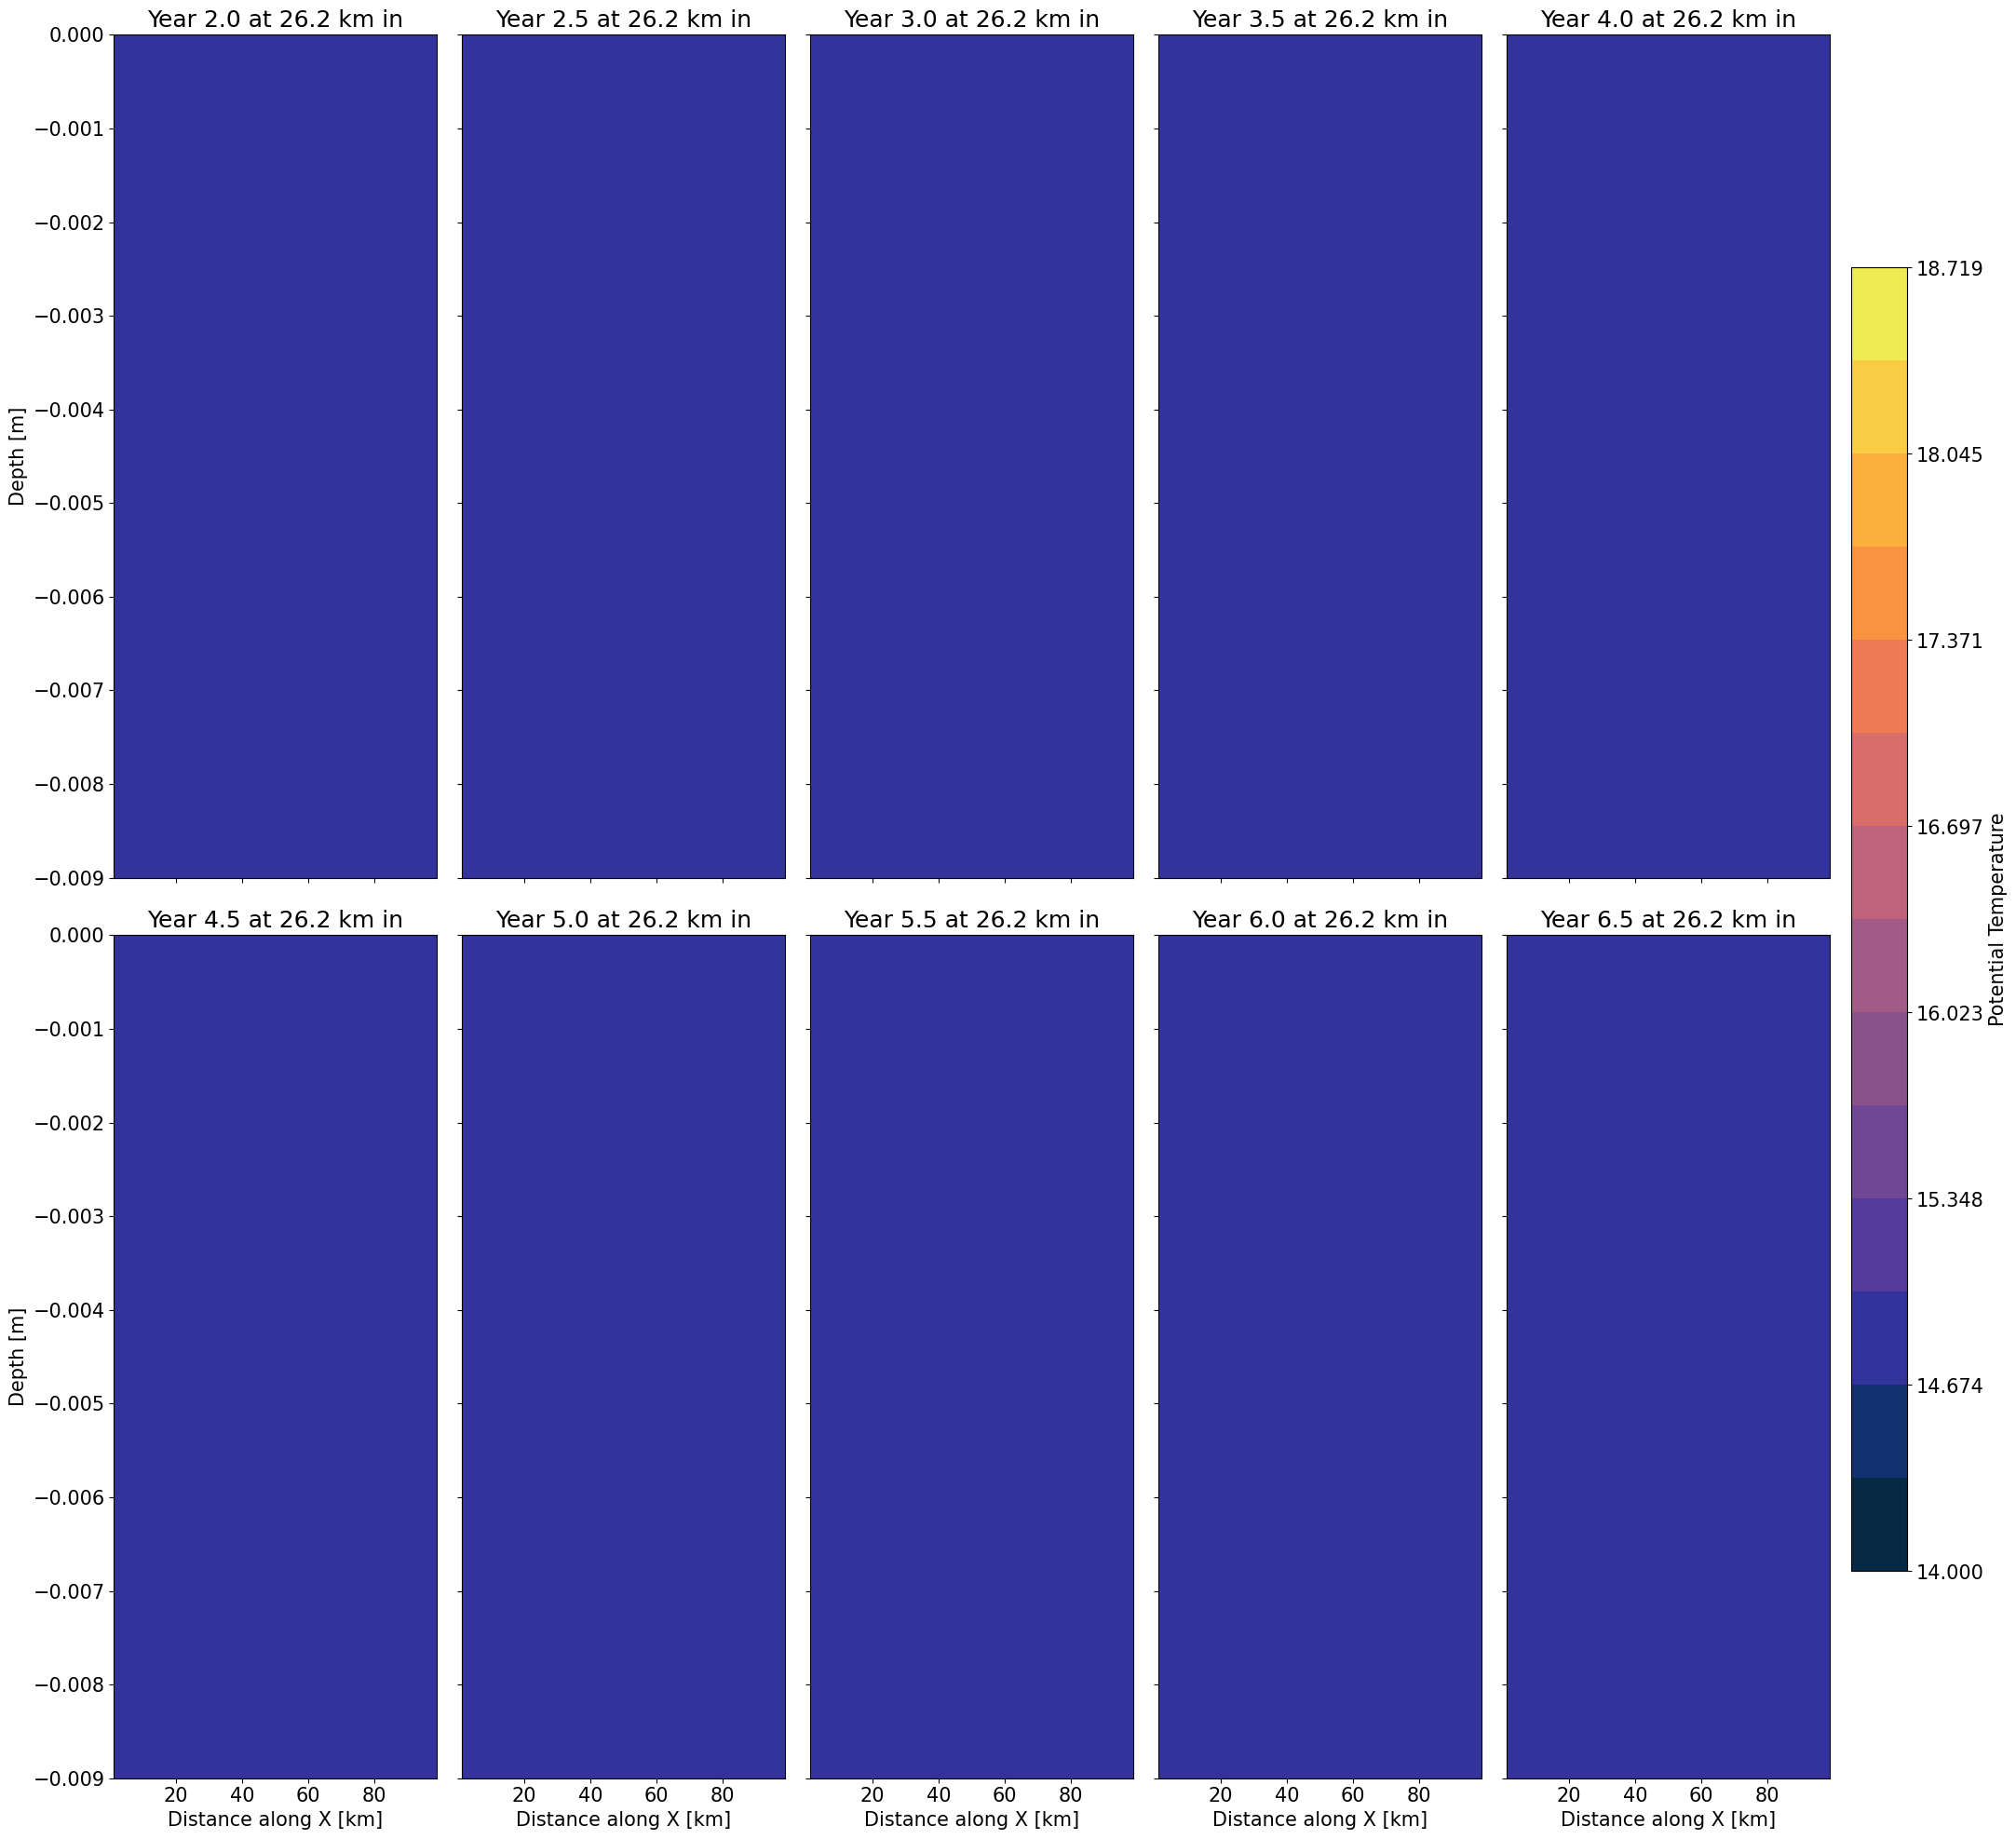 Year 2.0 at 26.2 km in
Year 2.5 at 26.2 km in
Year 3.0 at 26.2 km in
Year 3.5 at 26.2 km in
Year 4.0 at 26.2 km in
0.000
−0.001
−0.002
−0.003
−0.004
−0.005
−0.006
−0.007
−0.008
−0.009
Depth [m]
Year 4.5 at 26.2 km in
Year 5.0 at 26.2 km in
Year 5.5 at 26.2 km in
Year 6.0 at 26.2 km in
Year 6.5 at 26.2 km in
0.000
−0.001
−0.002
−0.003
−0.004
−0.005
−0.006
−0.007
−0.008
−0.009
Depth [m]
20 40 60 80
20 40 60 80
20 40 60 80
20 40 60 80
20 40 60 80
Distance along X [km]
Distance along X [km]
Distance along X [km]
Distance along X [km]
Distance along X [km]
18.719
18.045
17.371
16.697
16.023
15.348
14.674
14.000
Potential Temperature